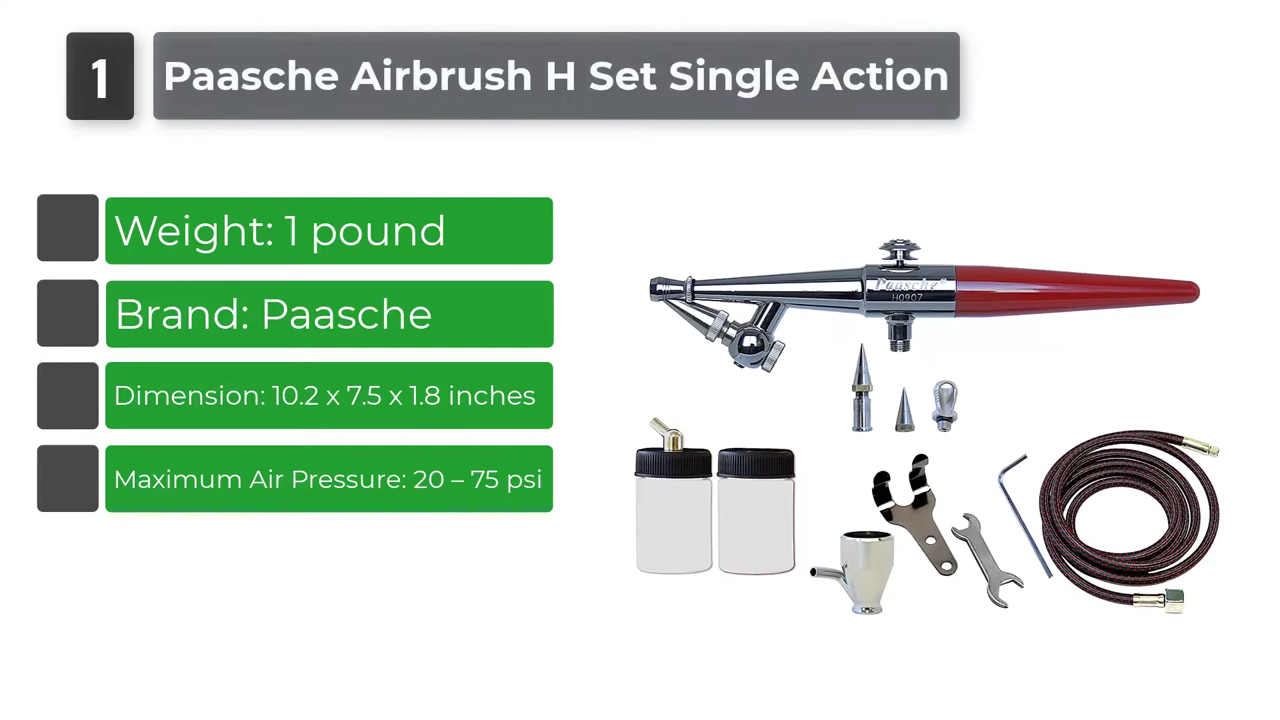 1
Paasche Airbrush H Set Single Action
Weight: 1 pound
Brand: Paasche
Dimension: 10.2 x 7.5 x 1.8 inches
Maximum Air Pressure: 20 – 75 psi
Paasche®
H0907